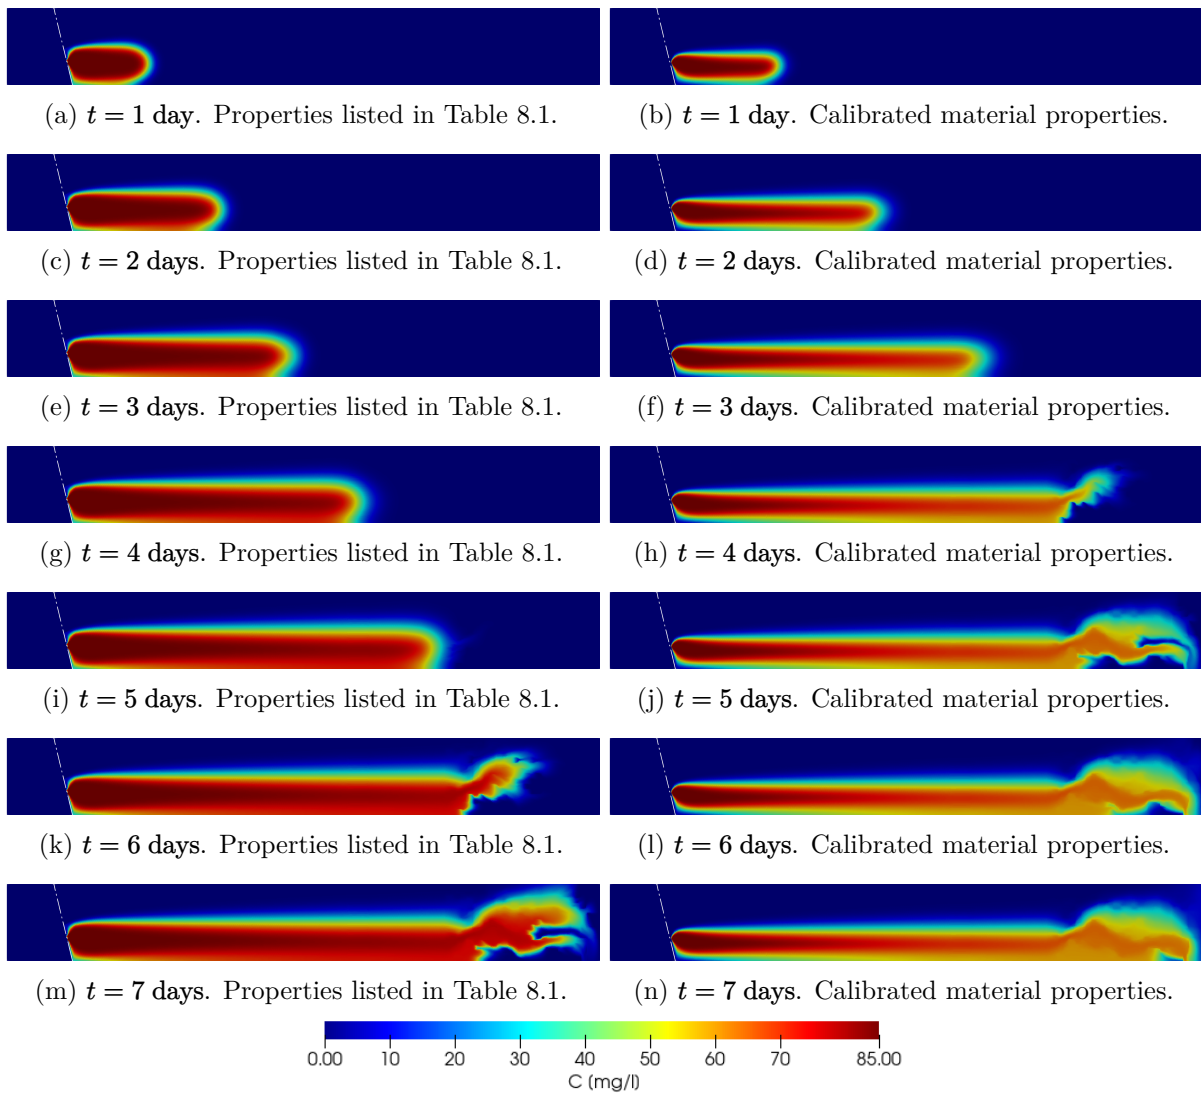 (a) t = 1 day. Properties listed in Table 8.1.
(b) t = 1 day. Calibrated material properties.
(c) t = 2 days. Properties listed in Table 8.1.
(d) t = 2 days. Calibrated material properties.
(e) t = 3 days. Properties listed in Table 8.1.
(f) t = 3 days. Calibrated material properties.
(g) t = 4 days. Properties listed in Table 8.1.
(h) t = 4 days. Calibrated material properties.
(i) t = 5 days. Properties listed in Table 8.1.
(j) t = 5 days. Calibrated material properties.
(k) t = 6 days. Properties listed in Table 8.1.
(l) t = 6 days. Calibrated material properties.
(m) t = 7 days. Properties listed in Table 8.1.
(n) t = 7 days. Calibrated material properties.
0.00 10 20 30 40 50 60 70 85.00
C (mg/l)